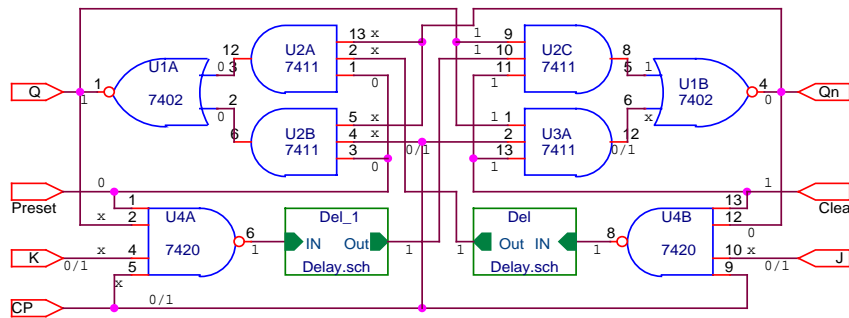 13 x x 1 9
12 U2A 2 x 1 10 U2C 8
0 3 7411 1 0 11 7411 5 1
U1A U1B
Q 1 1 7402 7402 4 0 Qn
2 0 5 x 1 1 6 x
6 U2B 4 x 2 U3A 12
7411 3 0 0/1 13 7411 0/1
Preset 0 1 Clea
1 13
x 2 U4A 6 1 Del_1 IN Out 1 Del Out IN 1 8 U4B 12 0
K 0/1 x 4 7420 10 x 0/1 J
5 x Delay.sch Delay.sch 9
CP 0/1